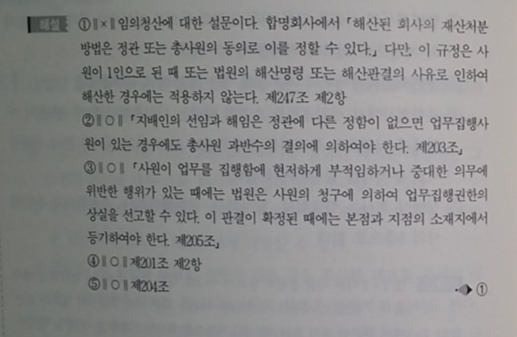 해설 ①∥×∥임의청산에 대한 설문이다. 합명회사에서 「해산된 회사의 재산처분
방법은 정관 또는 총사원의 동의로 이를 정할 수 있다.」 다만, 이 규정은 사
원이 1인으로 된 때 또는 법원의 해산명령 또는 해산판결의 사유로 인하여
해산한 경우에는 적용하지 않는다. 제247조 제2항
②∥○∥「지배인의 선임과 해임은 정관에 다른 정함이 없으면 업무집행사
원이 있는 경우에도 총사원 과반수의 결의에 의하여야 한다. 제203조」
③∥○∥「사원이 업무를 집행함에 현저하게 부적임하거나 중대한 의무에
위반한 행위가 있는 때에는 법원은 사원의 청구에 의하여 업무집행권한의
상실을 선고할 수 있다. 이 판결이 확정된 때에는 본점과 지점의 소재지에서
등기하여야 한다. 제205조」
④∥○∥제201조 제2항
⑤∥○∥제204조 ①